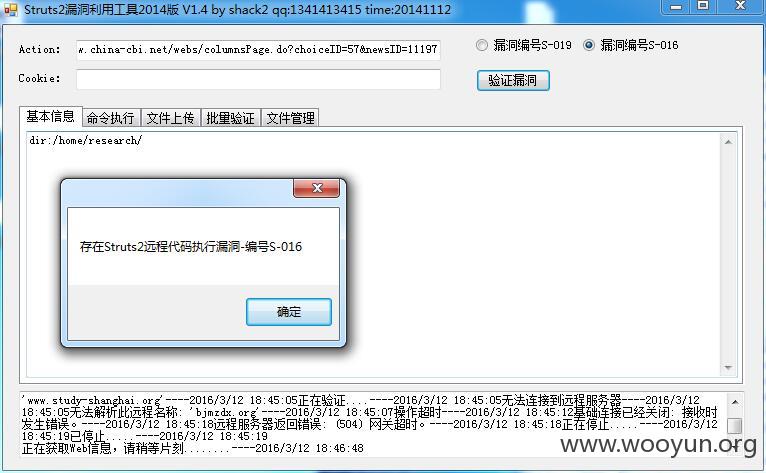 Struts2漏洞利用工具2014版 V1.4 by shack2 qq:1341413415 time:20141112
Action: w.china-cbi.net/webs/columnsPage.do?choiceID=57&newsID=11197 漏洞编号S-019 漏洞编号S-016
Cookie: 验证漏洞
基本信息 命令执行 文件上传 批量验证 文件管理
dir:/home/research/
存在Struts2远程代码执行漏洞-编号S-016
确定
'www.study-shanghai.org'----2016/3/12 18:45:05正在验证....----2016/3/12 18:45:05无法连接到远程服务器----2016/3/12
18:45:05无法解析此远程名称: 'bjmzdx.org'----2016/3/12 18:45:07操作超时----2016/3/12 18:45:12基础连接已经关闭: 接收时
发生错误。----2016/3/12 18:45:18远程服务器返回错误: (504) 网关超时。----2016/3/12 18:45:18正在停止.....----2016/3/12
18:45:19已停止.....----2016/3/12 18:45:19
正在获取Web信息，请稍等片刻........----2016/3/12 18:46:48
www.wooyun.org